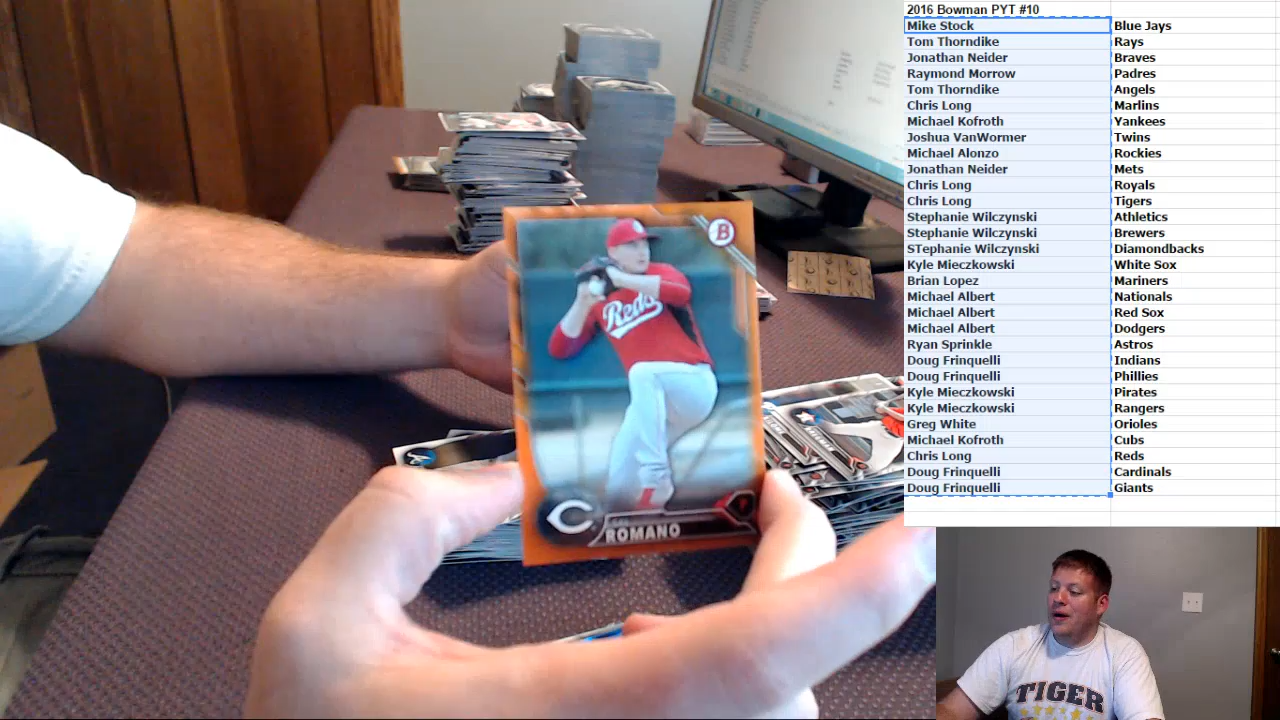 2016 Bowman PYT #10
Mike Stock Blue Jays
Tom Thorndike Rays
Jonathan Neider Braves
Raymond Morrow Padres
Tom Thorndike Angels
Chris Long Marlins
Michael Kofroth Yankees
Joshua VanWormer Twins
Michael Alonzo Rockies
Jonathan Neider Mets
Chris Long Royals
Chris Long Tigers
Stephanie Wilczynski Athletics
Stephanie Wilczynski Brewers
STephanie Wilczynski Diamondbacks
Kyle Mieczkowski White Sox
Brian Lopez Mariners
Michael Albert Nationals
Michael Albert Red Sox
Michael Albert Dodgers
Ryan Sprinkle Astros
Doug Frinquelli Indians
Doug Frinquelli Phillies
Kyle Mieczkowski Pirates
Kyle Mieczkowski Rangers
Greg White Orioles
Michael Kofroth Cubs
Chris Long Reds
Doug Frinquelli Cardinals
Doug Frinquelli Giants
B
Reds
C
ROMANO
TIGER